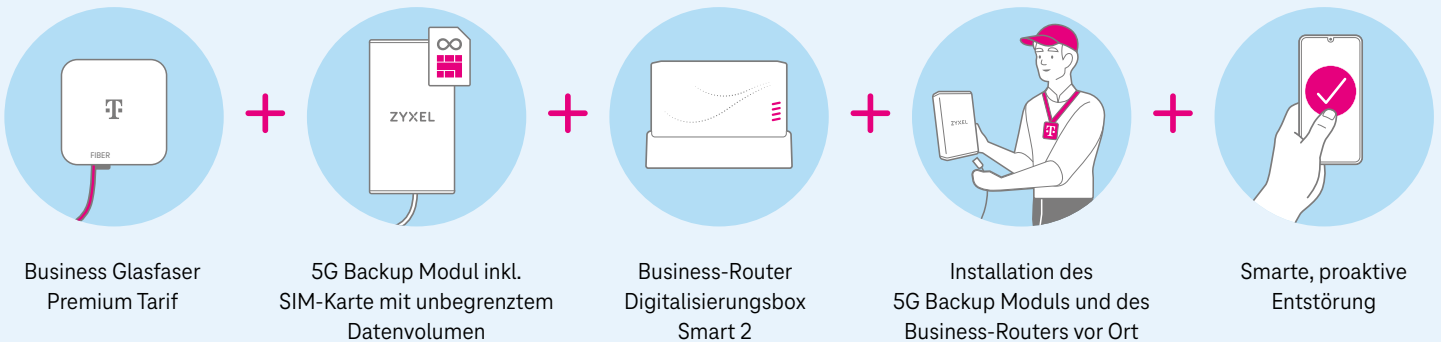 T
FIBER
ZYXEL
ZYXEL
T
Business Glasfaser
Premium Tarif
5G Backup Modul inkl.
SIM-Karte mit unbegrenztem
Datenvolumen
Business-Router
Digitalisierungsbox
Smart 2
Installation des
5G Backup Moduls und des
Business-Routers vor Ort
Smarte, proaktive
Entstörung